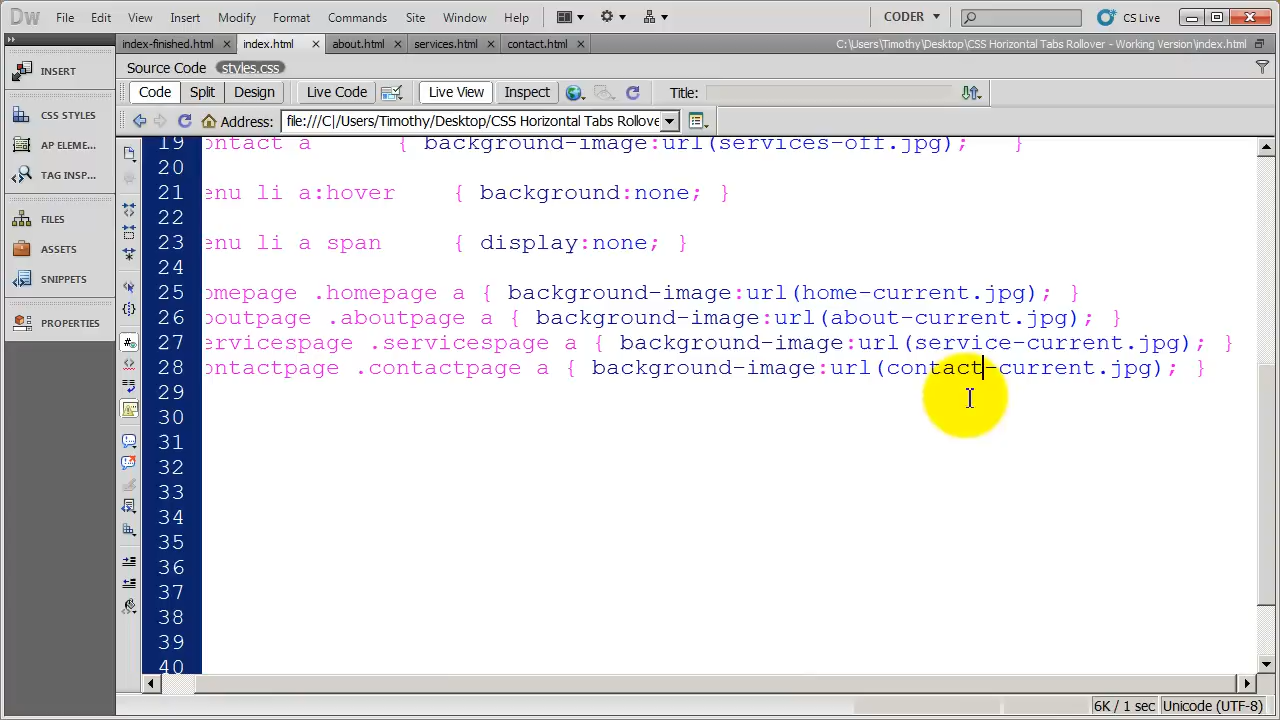 Dw File Edit View Insert Modify Format Commands Site Window Help CODER CS Live
index-finished.html index.html about.html services.html contact.html C:\Users\Timothy\Desktop\CSS Horizontal Tabs Rollover - Working Version\index.html
Source Code styles.css
Code Split Design Live Code Live View Inspect Title:
Address: file:///C|/Users/Timothy/Desktop/CSS Horizontal Tabs Rollove
INSERT
CSS STYLES
AP ELEME...
TAG INSP...
FILES
ASSETS
SNIPPETS
PROPERTIES
19 ontact a { background-image:url(services-off.jpg); }
20
21 enu li a:hover { background:none; }
22
23 enu li a span { display:none; }
24
25 omepage .homepage a { background-image:url(home-current.jpg); }
26 boutpage .aboutpage a { background-image:url(about-current.jpg); }
27 ervicespage .servicespage a { background-image:url(service-current.jpg); }
28 ontactpage .contactpage a { background-image:url(contact-current.jpg); }
29
30
31
32
33
34
35
36
37
38
39
40
6K / 1 sec Unicode (UTF-8)